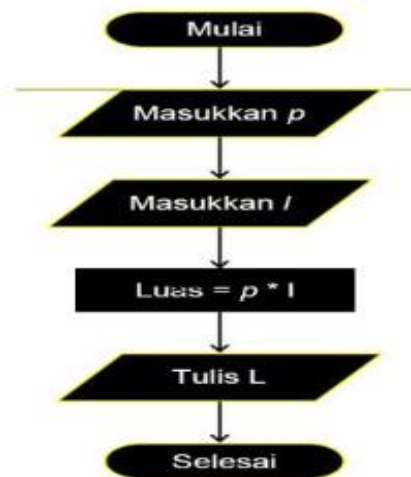 Mulai
Masukkan p
Masukkan l
Luas = p * l
Tulis L
Selesai